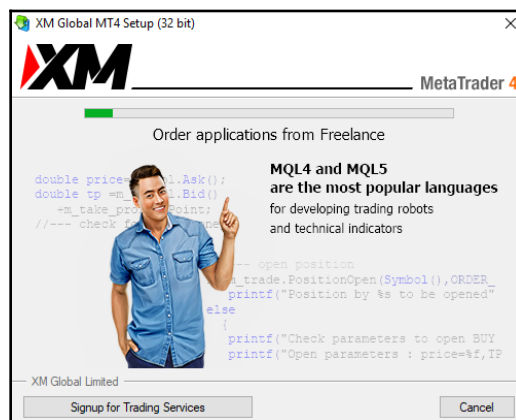 XM Global MT4 Setup (32 bit)
XM
MetaTrader 4
Order applications from Freelance
MQL4 and MQL5
are the most popular languages
for developing trading robots
and technical indicators
double price=
.Ask();
double tp =m_
.Bid()
+m_take_pro
Point;
//--- check
open position
m_trade.PositionOpen(Symbol(),ORDER_
printf("Position by %s to be opened"
else
{
printf("Check parameters to open BUY
printf("Open parameters : price=%f,TP
XM Global Limited
Signup for Trading Services
Cancel